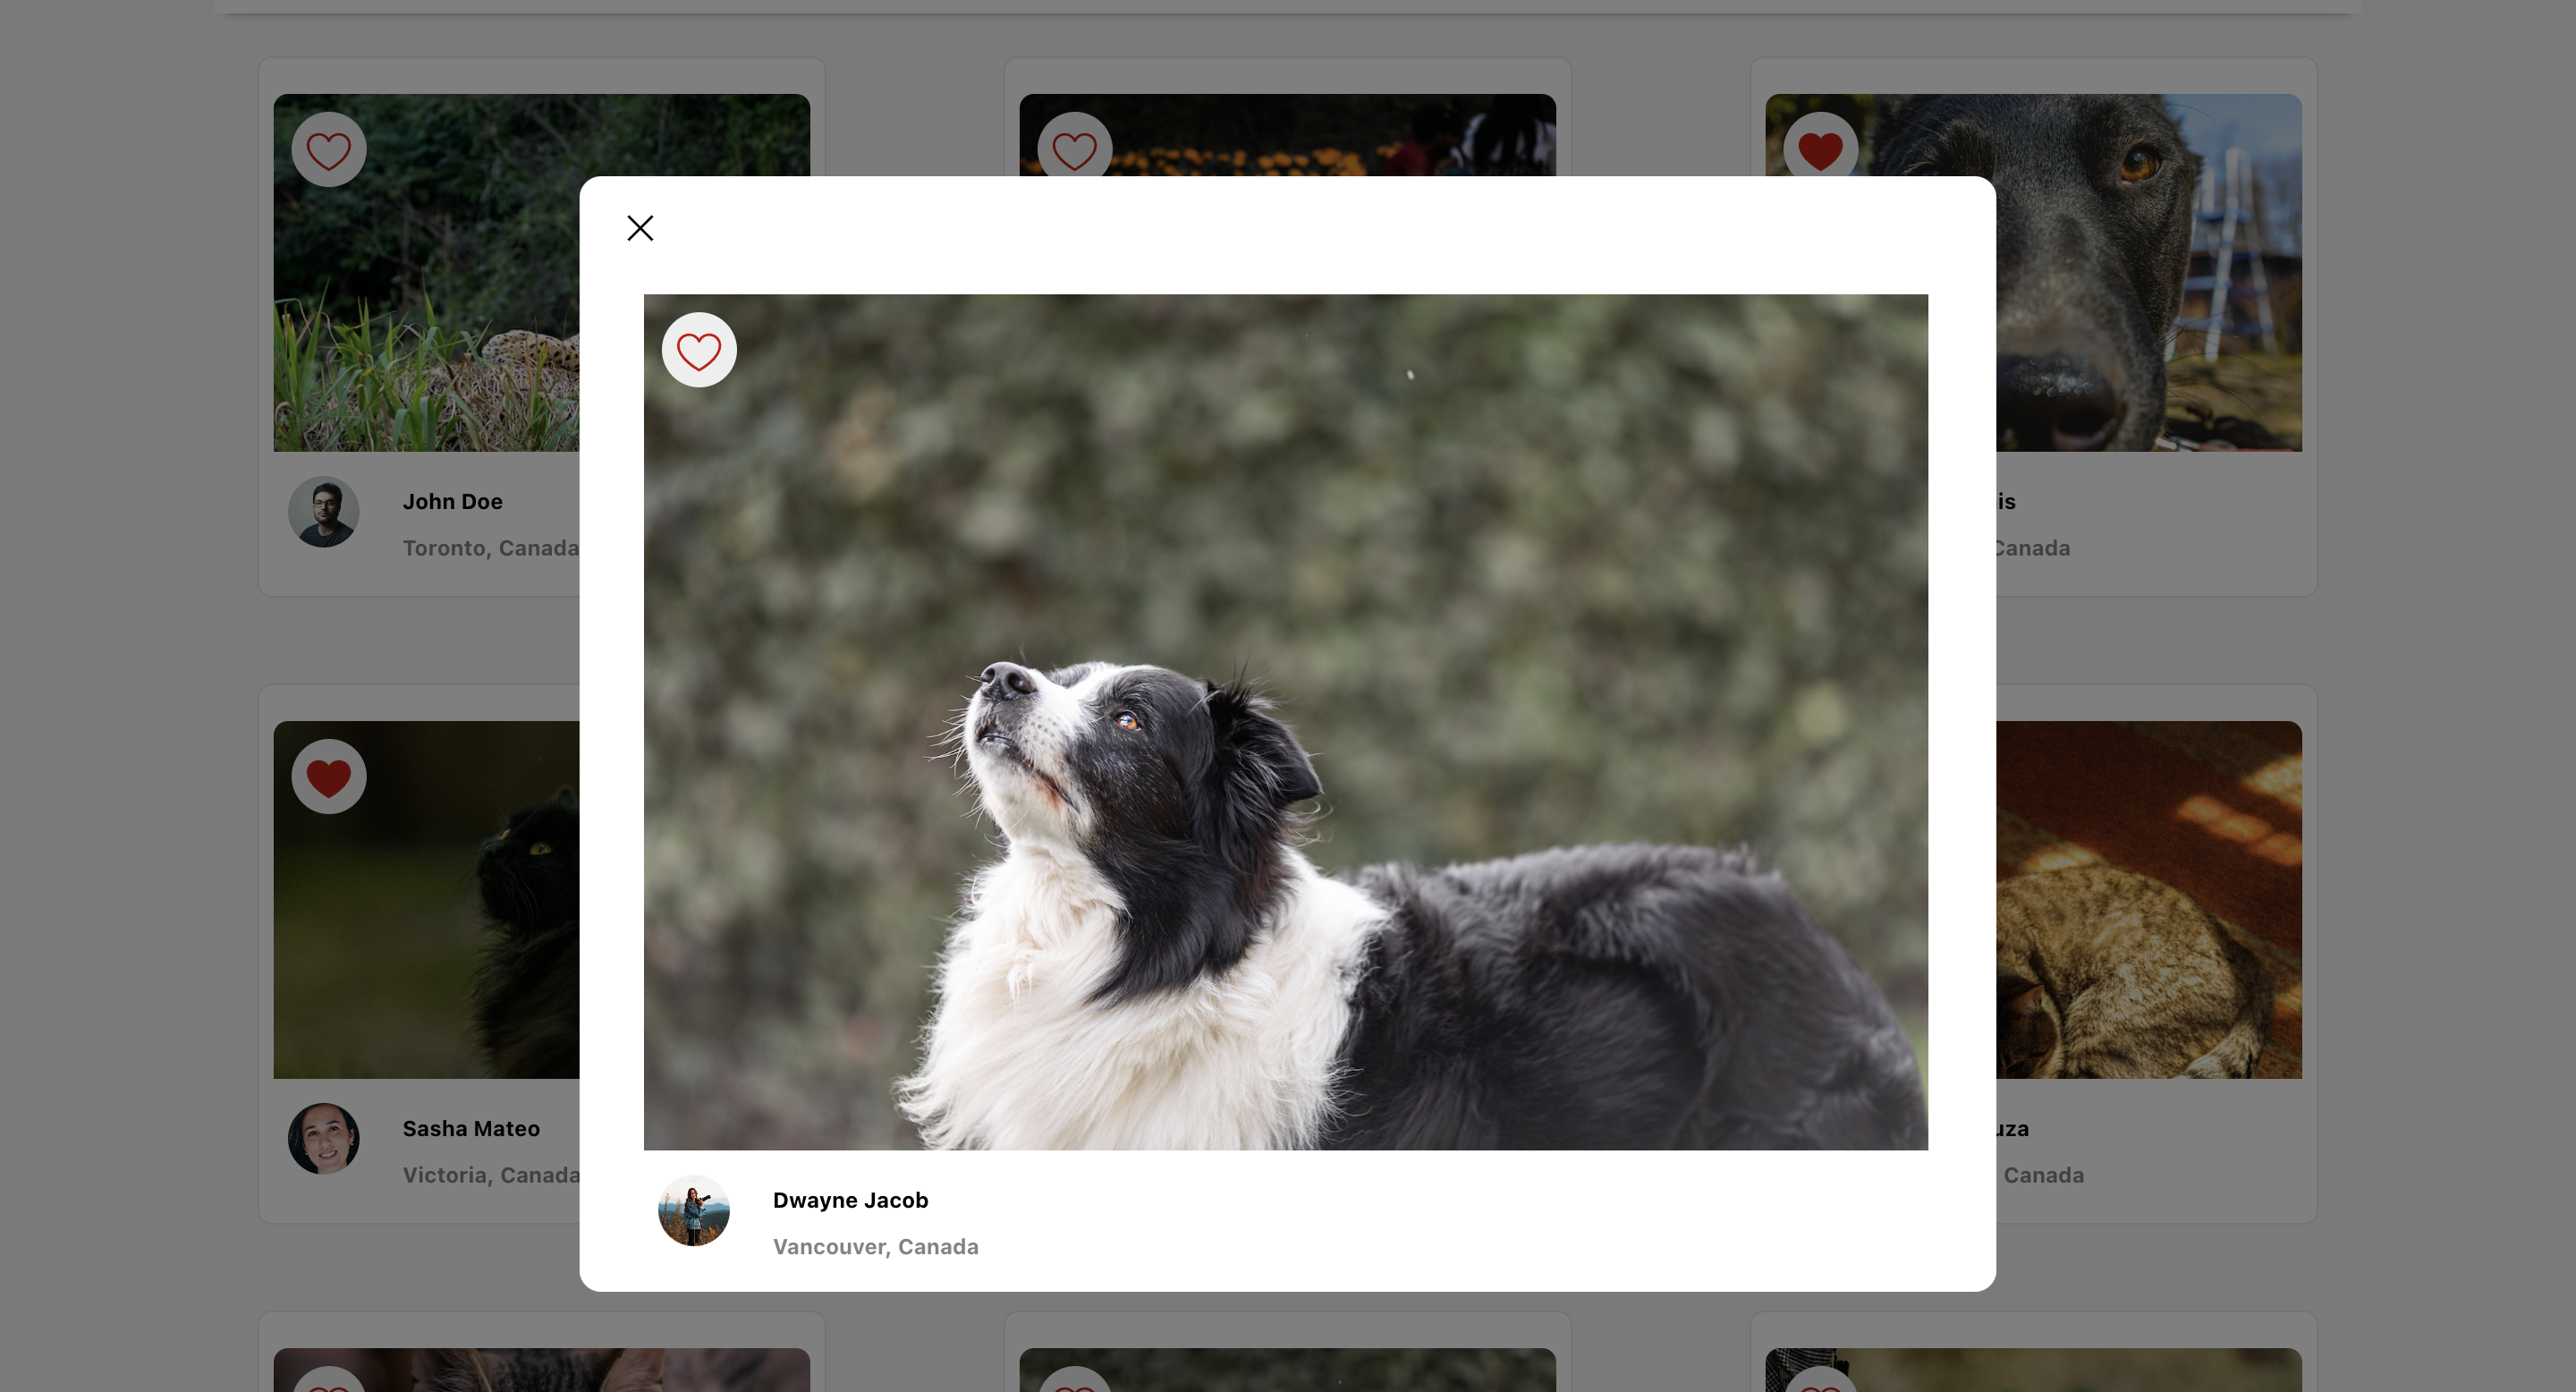 John Doe
Toronto, Canada
is
Canada
Sasha Mateo
Victoria, Canada
uza
Canada
Dwayne Jacob
Vancouver, Canada